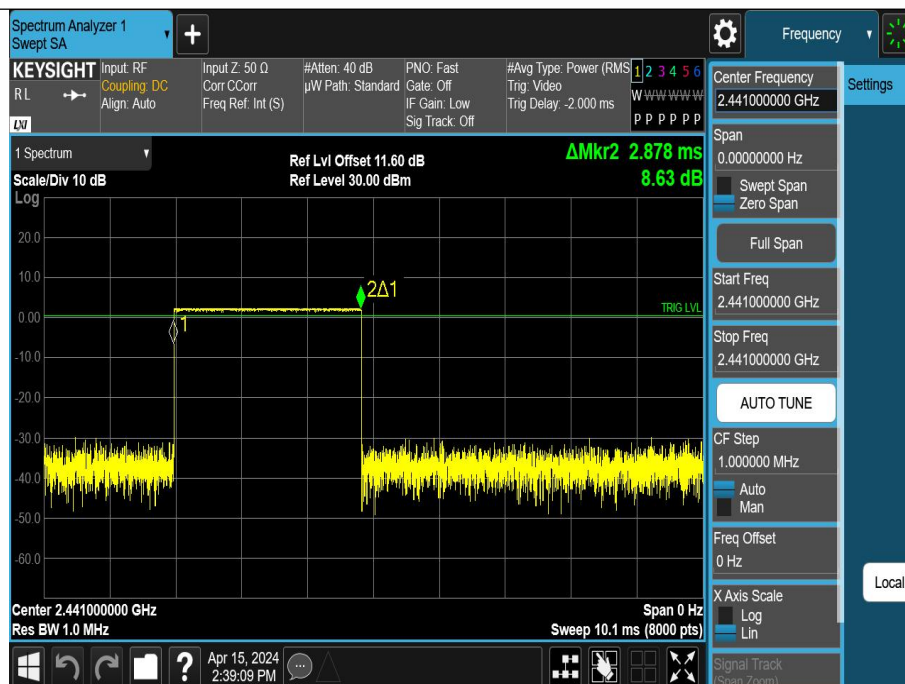 Spectrum Analyzer 1
Swept SA
+
Frequency
KEYSIGHT
Input: RF
Input Z: 50 Ω
#Atten: 40 dB
PNO: Fast
#Avg Type: Power (RMS
1 2 3 4 5 6
RL
Coupling: DC
Corr CCorr
µW Path: Standard
Gate: Off
Trig: Video
W W W W W W
Align: Auto
Freq Ref: Int (S)
IF Gain: Low
Trig Delay: -2.000 ms
Sig Track: Off
P P P P P P
LXI
1 Spectrum
Ref Lvl Offset 11.60 dB
ΔMkr2 2.878 ms
Scale/Div 10 dB
Ref Level 30.00 dBm
8.63 dB
Log
20.0
10.0
2Δ1
TRIG LVL
0.00
1
-10.0
-20.0
-30.0
-40.0
-50.0
-60.0
Center 2.441000000 GHz
Span 0 Hz
Res BW 1.0 MHz
Sweep 10.1 ms (8000 pts)
Center Frequency
2.441000000 GHz
Settings
Span
0.00000000 Hz
Swept Span
Zero Span
Full Span
Start Freq
2.441000000 GHz
Stop Freq
2.441000000 GHz
AUTO TUNE
CF Step
1.000000 MHz
Auto
Man
Freq Offset
0 Hz
Local
X Axis Scale
Log
Lin
Signal Track
(Span Zoom)
?
Apr 15, 2024
2:39:09 PM